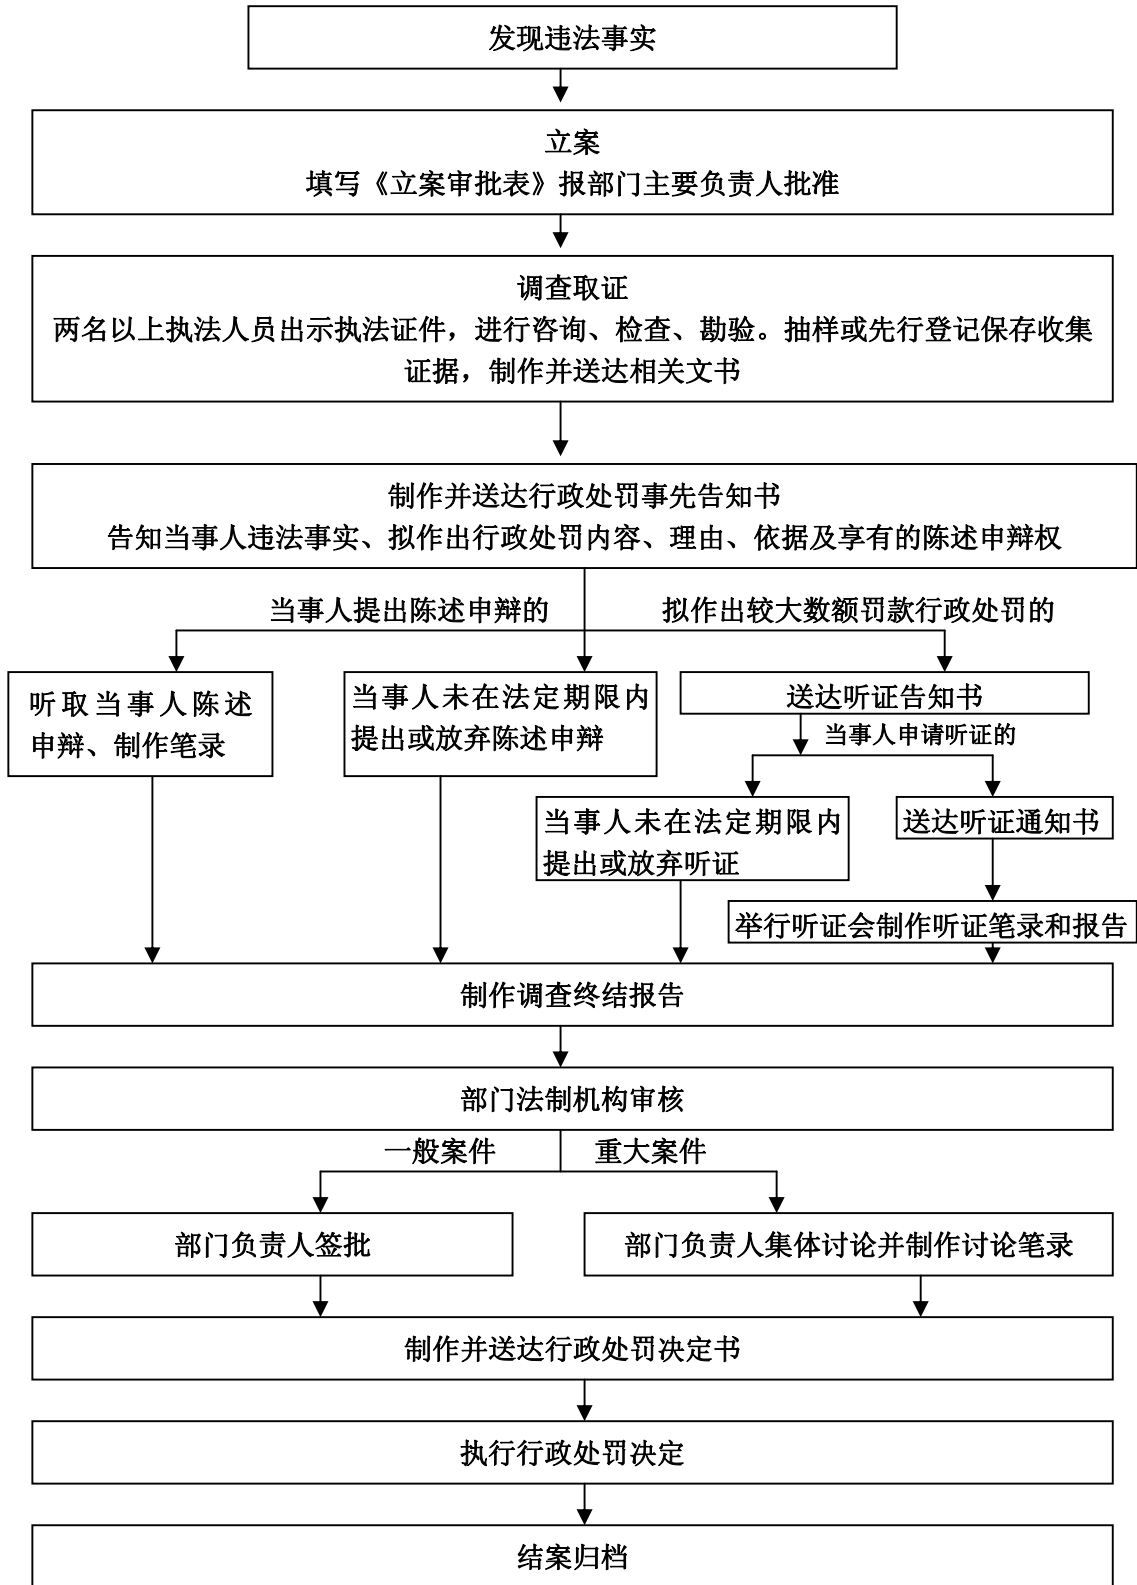 发现违法事实
立案
填写《立案审批表》报部门主要负责人批准
调查取证
两名以上执法人员出示执法证件，进行咨询、检查、勘验。抽样或先行登记保存收集
证据，制作并送达相关文书
制作并送达行政处罚事先告知书
告知当事人违法事实、拟作出行政处罚内容、理由、依据及享有的陈述申辩权
当事人提出陈述申辩的
拟作出较大数额罚款行政处罚的
听取当事人陈述
申辩、制作笔录
当事人未在法定期限内
提出或放弃陈述申辩
送达听证告知书
当事人申请听证的
当事人未在法定期限内
提出或放弃听证
送达听证通知书
举行听证会制作听证笔录和报告
制作调查终结报告
部门法制机构审核
一般案件
重大案件
部门负责人签批
部门负责人集体讨论并制作讨论笔录
制作并送达行政处罚决定书
执行行政处罚决定
结案归档